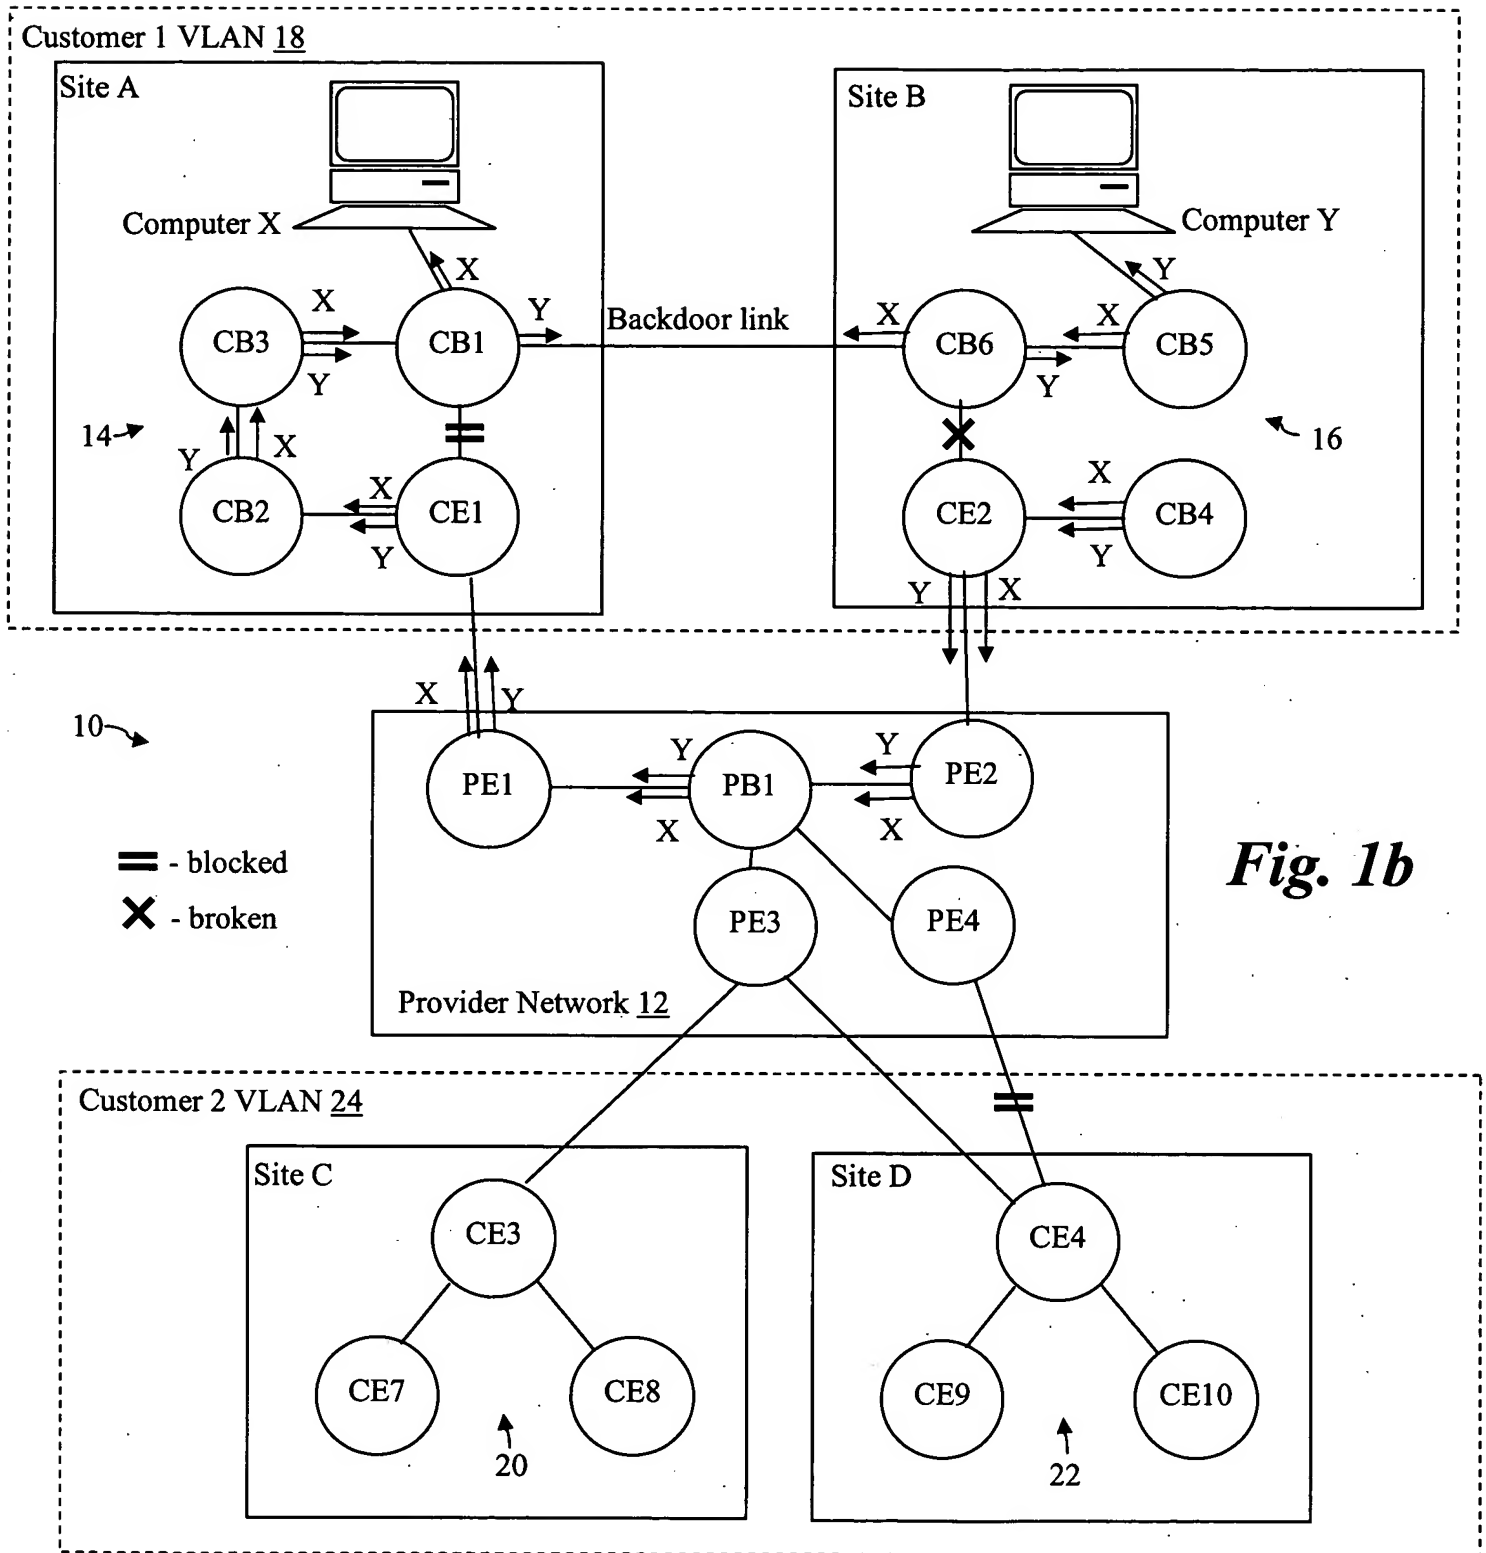 Customer 1 VLAN 18
Site A
Site B
Computer X
Computer Y
X
Y
X
Y
Backdoor link
X
X
CB3
CB1
CB6
CB5
Y
Y
14
16
Y
X
X
X
CB2
CE1
CE2
CB4
Y
Y
Y
X
X
Y
10
Y
Y
PE1
PB1
PE2
X
X
= - blocked
Fig. 1b
× - broken
PE3
PE4
Provider Network 12
Customer 2 VLAN 24
Site C
Site D
CE3
CE4
CE7
CE8
CE9
CE10
20
22